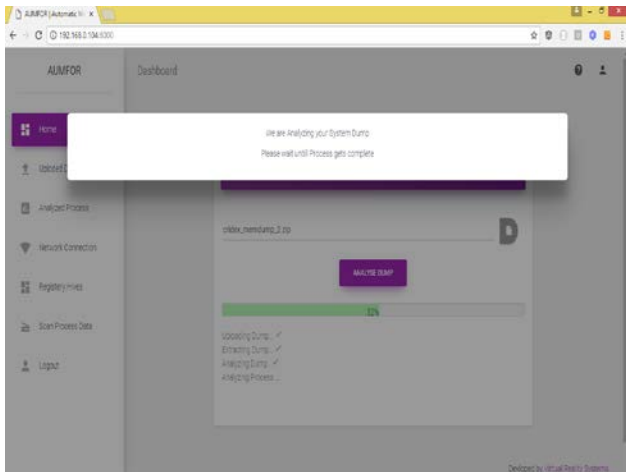 AUMFOR | Automatic
192.168.0.104:8000
AUMFOR
Dashboard
Home
We are Analyzing your System Dump
Please wait untill Process gets complete
Upload
Analyzed Process
Network Connection
Registery Hives
Scan Process Data
Logout
ANALYSE DUMP
Uploading Dump.. ✓
Extracting Dump.. ✓
Analyzing Dump.. ✓
Analyzing Process ...
Developed by Virtual Reality Systems